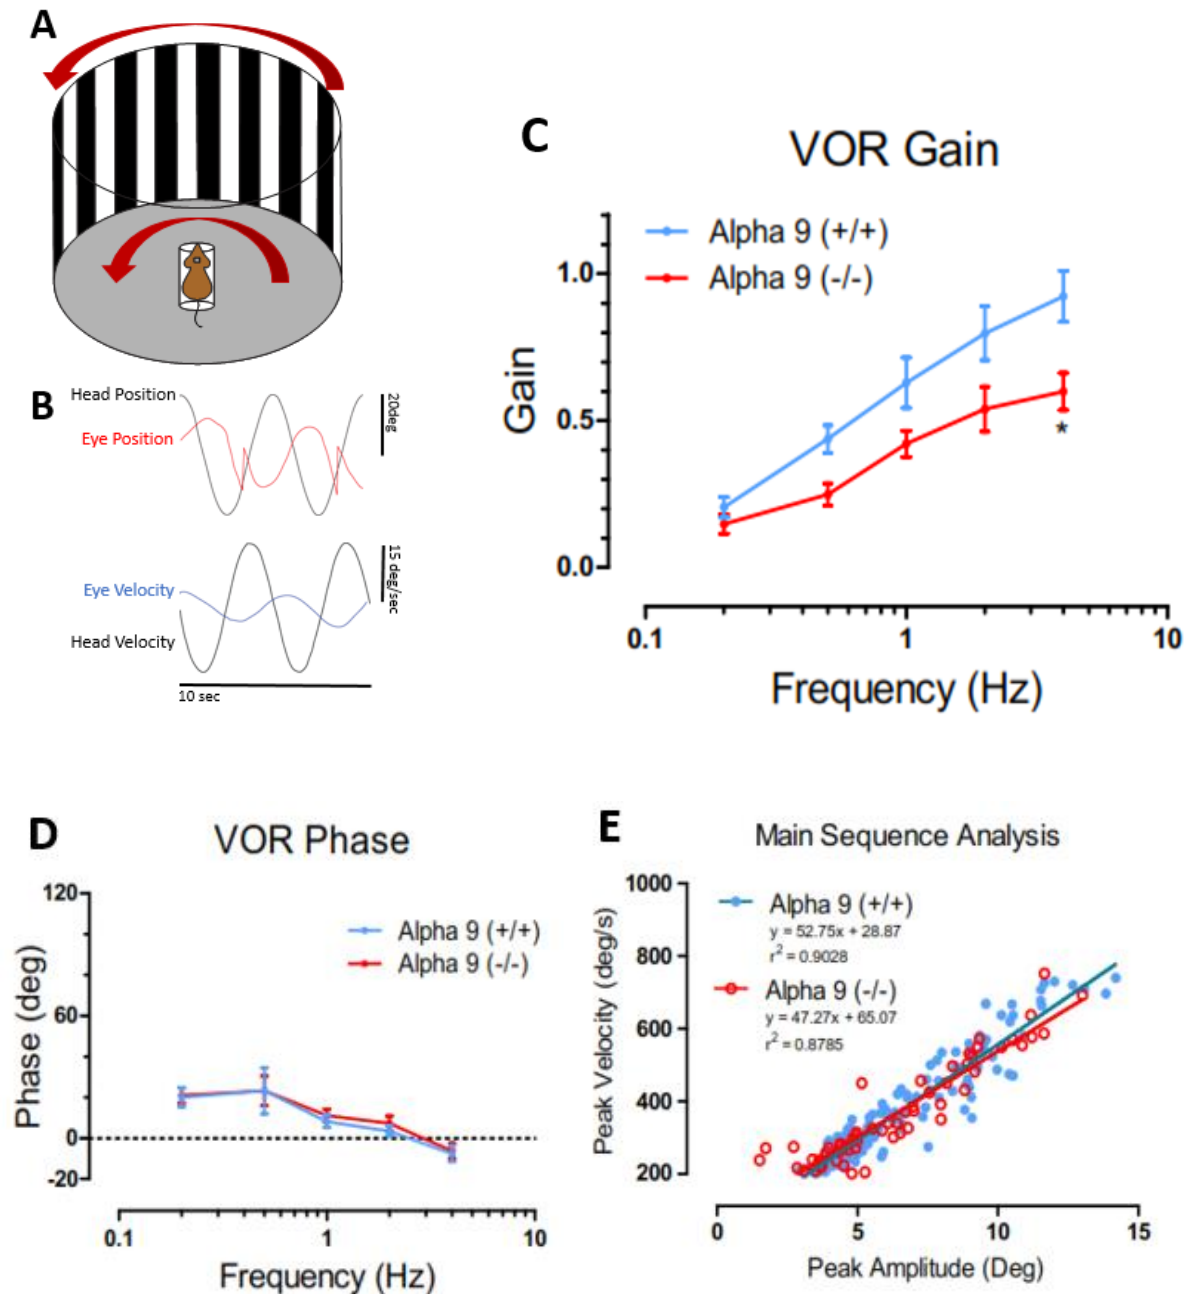 A
B
Head Position
Eye Position
20deg
Eye Velocity
Head Velocity
15 deg/sec
10 sec
C
VOR Gain
Alpha 9 (+/+)
Alpha 9 (-/-)
Gain
1.0
0.5
0.0
*
0.1
1
10
Frequency (Hz)
D
VOR Phase
Alpha 9 (+/+)
Alpha 9 (-/-)
Phase (deg)
120
60
0
-20
0.1
1
10
Frequency (Hz)
E
Main Sequence Analysis
Alpha 9 (+/+)
y = 52.75x + 28.87
r² = 0.9028
Alpha 9 (-/-)
y = 47.27x + 65.07
r² = 0.8785
Peak Velocity (deg/s)
1000
800
600
400
200
0
5
10
15
Peak Amplitude (Deg)